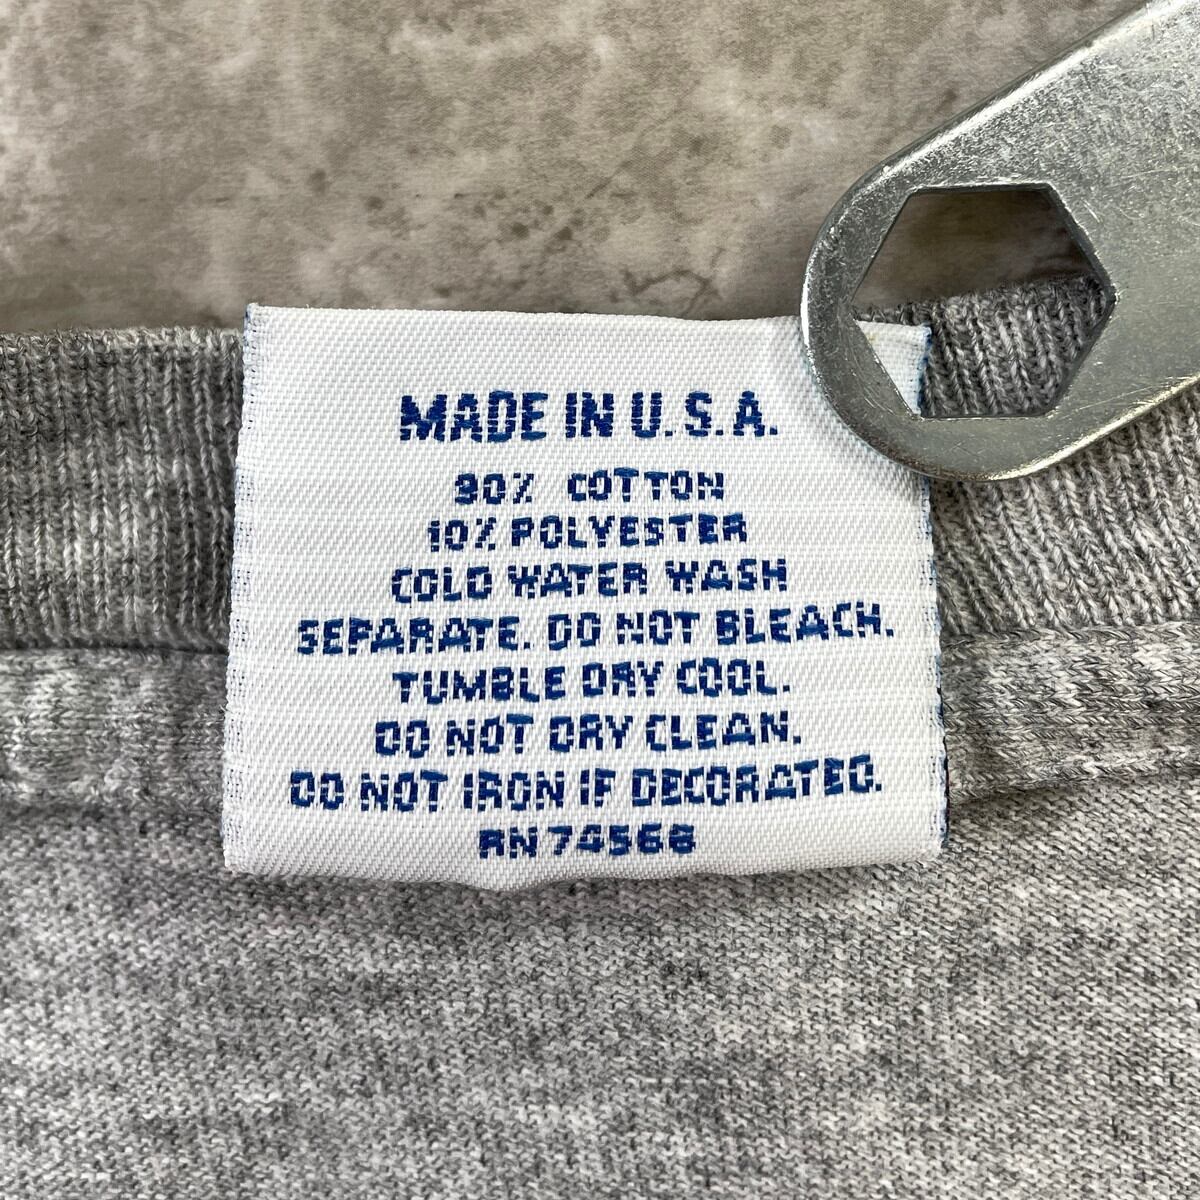 MADE IN U.S.A.
90% COTTON
10% POLYESTER
COLD WATER WASH
SEPARATE. DO NOT BLEACH.
TUMBLE DRY COOL.
DO NOT DRY CLEAN.
DO NOT IRON IF DECORATED.
RN 74568